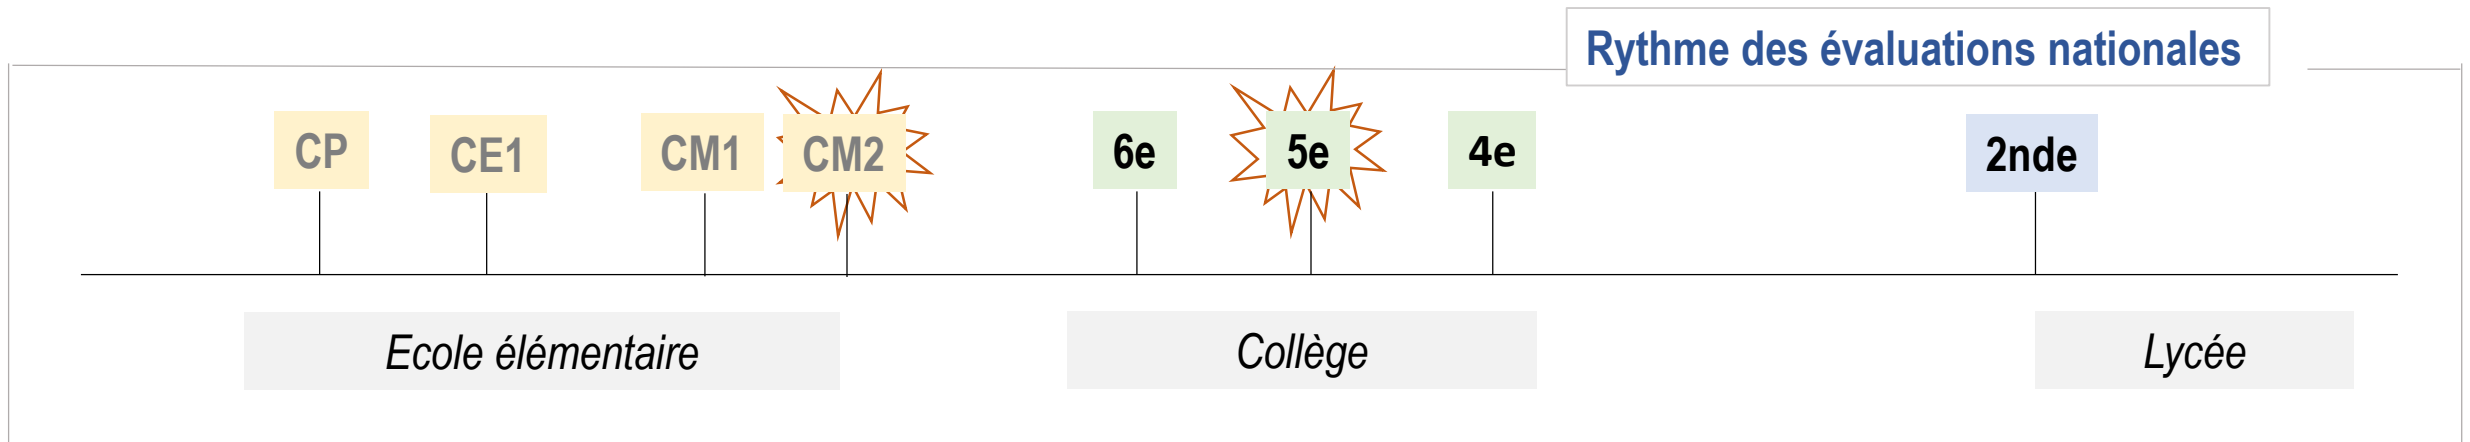 Rythme des évaluations nationales
CP CE1 CM1 CM2 6e 5e 4e 2nde
Ecole élémentaire Collège Lycée